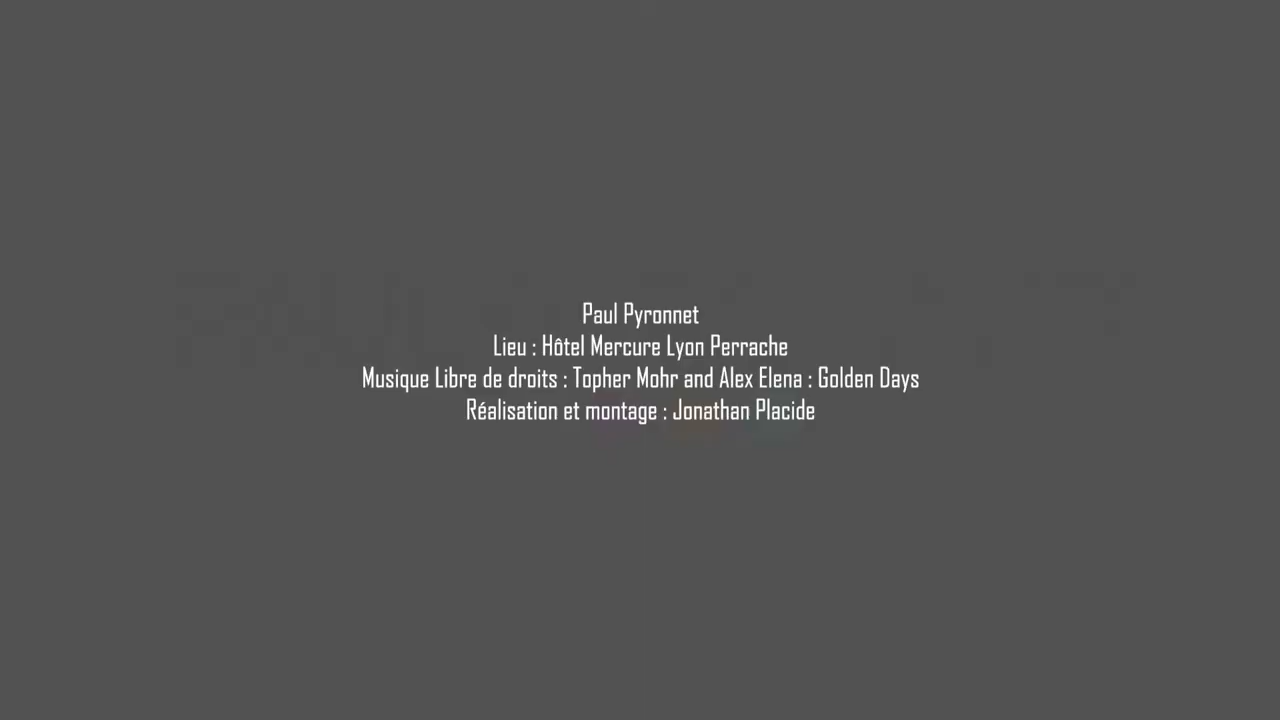 Paul Pyronnet
Lieu : Hôtel Mercure Lyon Perrache
Musique Libre de droits : Topher Mohr and Alex Elena : Golden Days
Réalisation et montage : Jonathan Placide